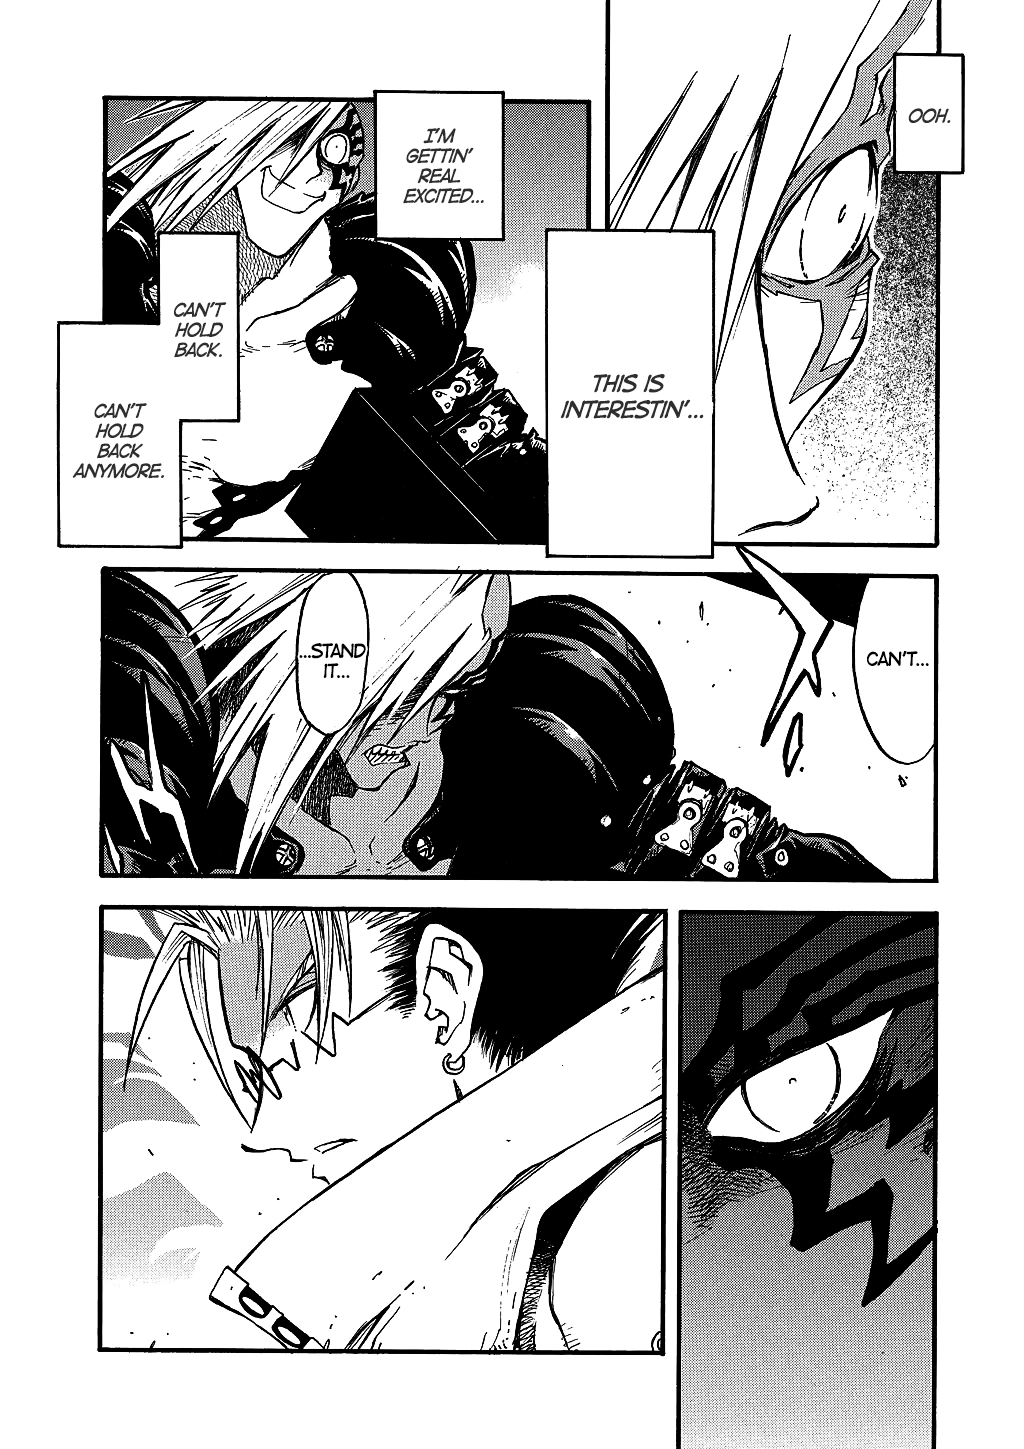 OOH.
THIS IS
INTERESTIN'...
I'M
GETTIN'
REAL
EXCITED...
CAN'T
HOLD
BACK.
CAN'T
HOLD
BACK
ANYMORE.
CAN'T...
...STAND
IT...